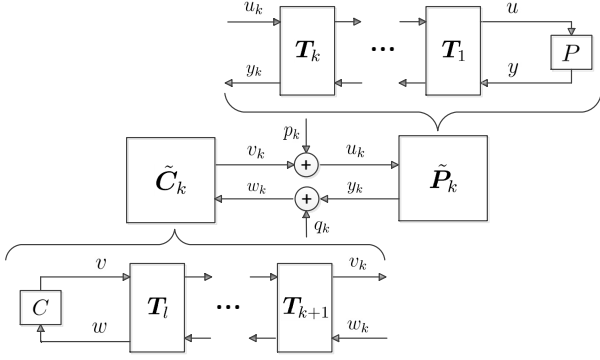 u_k
T_k ... T_1 u P
y_k y
p_k
C̃_k v_k + u_k P̃_k
w_k + y_k
q_k
v v_k
C T_l ... T_{k+1}
w w_k